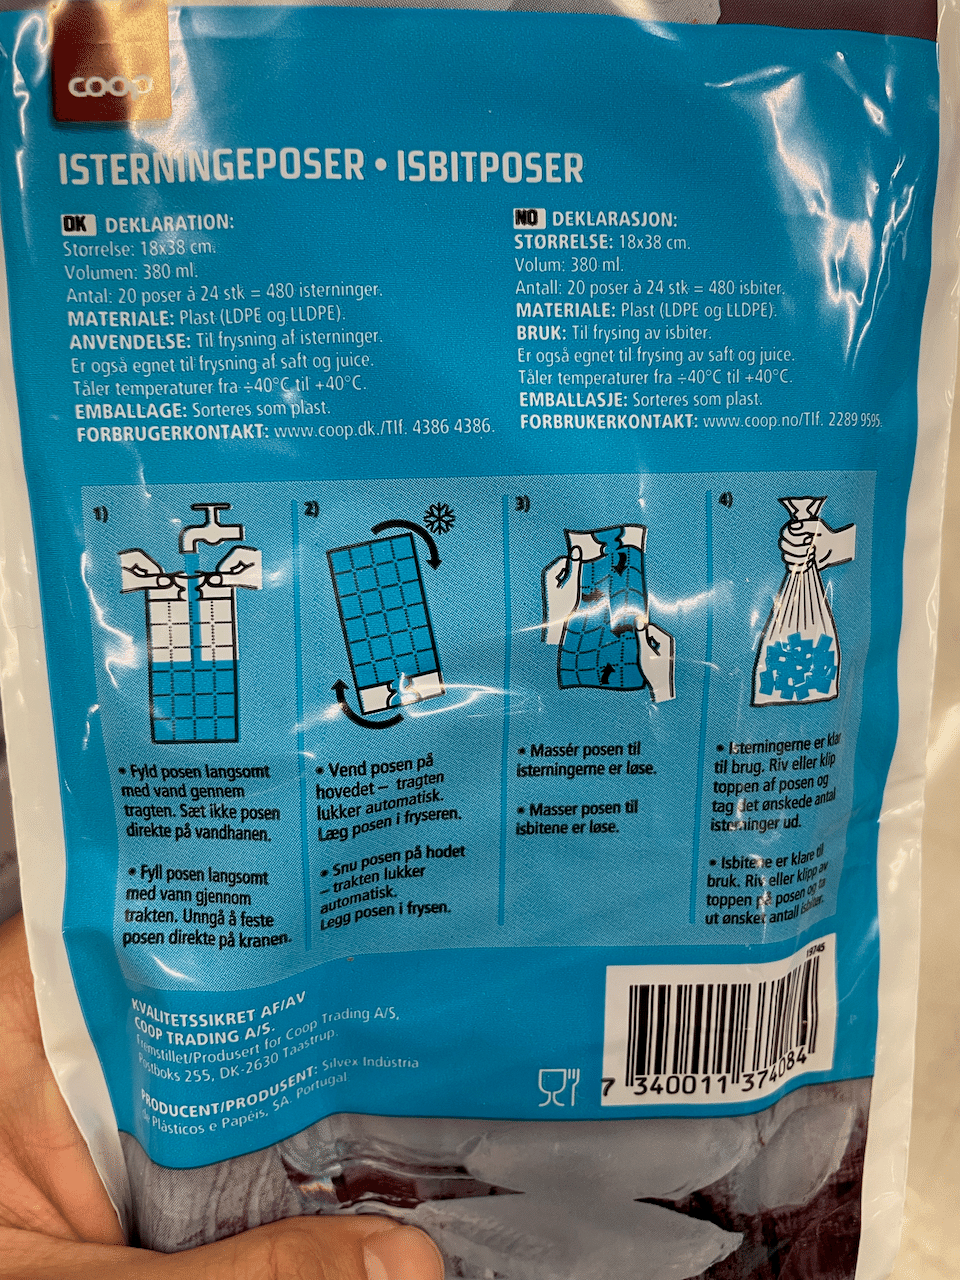 coop
ISTERNINGEPOSER • ISBITPOSER
DK DEKLARATION:
Størrelse: 18x38 cm.
Volumen: 380 ml.
Antal: 20 poser à 24 stk = 480 isterninger.
MATERIALE: Plast (LDPE og LLDPE).
ANVENDELSE: Til frysning af isterninger.
Er også egnet til frysning af saft og juice.
Tåler temperaturer fra ÷40°C til +40°C.
EMBALLAGE: Sorteres som plast.
FORBRUGERKONTAKT: www.coop.dk./Tlf. 4386 4386.
NO DEKLARASJON:
STØRRELSE: 18x38 cm.
Volum: 380 ml.
Antall: 20 poser à 24 stk = 480 isbiter.
MATERIALE: Plast (LDPE og LLDPE).
BRUK: Til frysing av isbiter.
Er også egnet til frysing av saft og juice.
Tåler temperaturer fra ÷40°C til +40°C.
EMBALLASJE: Sorteres som plast.
FORBRUKERKONTAKT: www.coop.no/Tlf. 2289 9595.
1)
• Fyld posen langsomt
med vand gennem
tragten. Sæt ikke posen
direkte på vandhanen.
• Fyll posen langsomt
med vann gjennom
trakten. Unngå å feste
posen direkte på kranen.
2)
• Vend posen på
hovedet – tragten
lukker automatisk.
Læg posen i fryseren.
• Snu posen på hodet
– trakten lukker
automatisk.
Legg posen i frysen.
3)
• Massér posen til
isterningerne er løse.
• Masser posen til
isbitene er løse.
4)
• Isterningerne er klar
til brug. Riv eller klip
toppen af posen og
tag det ønskede antal
isterninger ud.
• Isbitene er klare til
bruk. Riv eller klipp av
toppen på posen og ta
ut ønsket antall isbiter.
KVALITETSSIKRET AF/AV
COOP TRADING A/S.
Fremstillet/Produsert for Coop Trading A/S,
Postboks 255, DK-2630 Taastrup.
PRODUCENT/PRODUSENT: Silvex Indústria
de Plásticos e Papéis, SA. Portugal.
19745
7 340011 374084